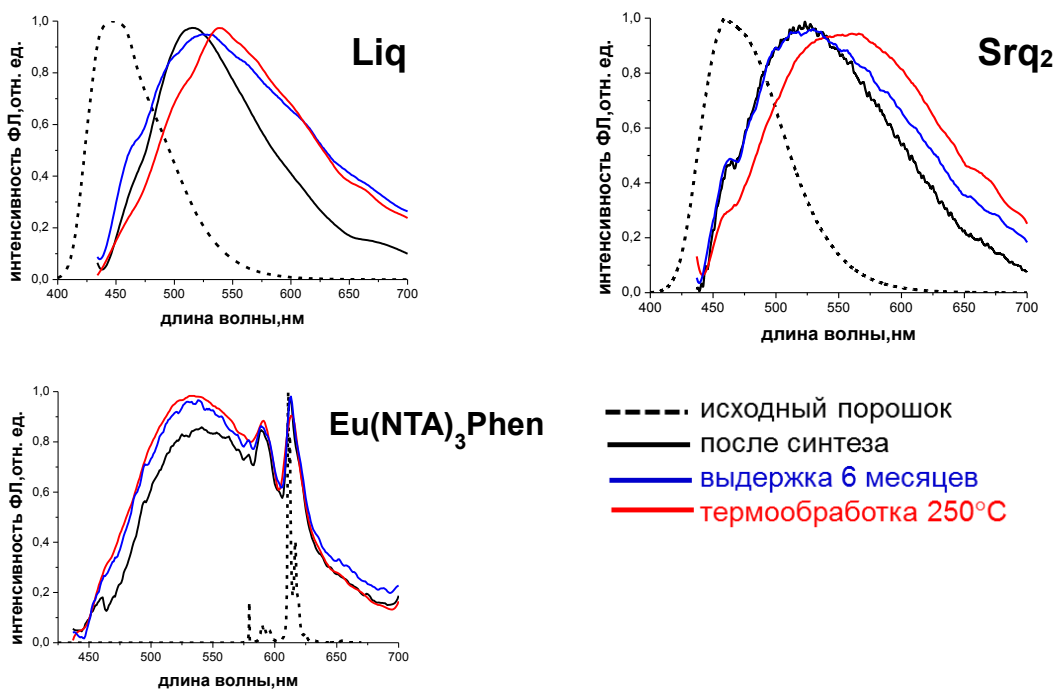 Liq
интенсивность ФЛ,отн. ед.
1,0
0,8
0,6
0,4
0,2
0,0
400 450 500 550 600 650 700
длина волны,нм
Srq2
интенсивность ФЛ,отн. ед.
1,0
0,8
0,6
0,4
0,2
0,0
400 450 500 550 600 650 700
длина волны,нм
Eu(NTA)3Phen
интенсивность ФЛ,отн. ед.
1,0
0,8
0,6
0,4
0,2
0,0
450 500 550 600 650 700
длина волны,нм
исходный порошок
после синтеза
выдержка 6 месяцев
термообработка 250°C